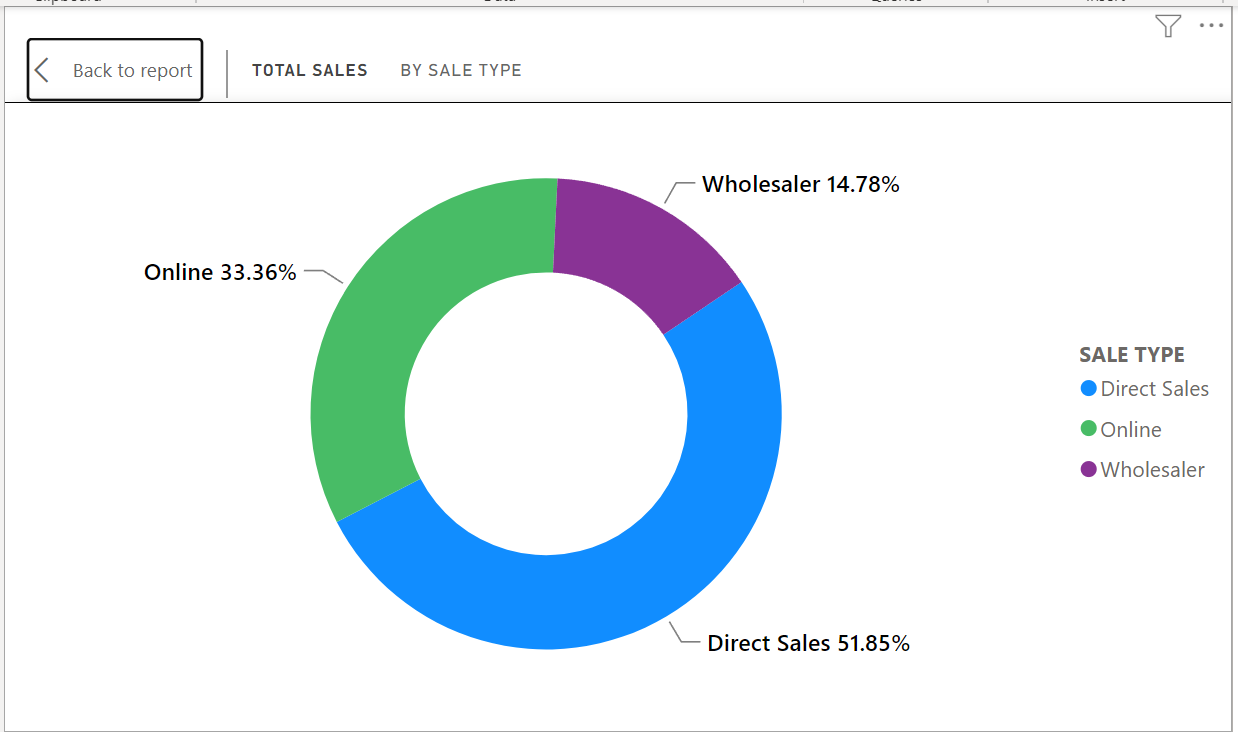 Back to report
TOTAL SALES
BY SALE TYPE
Wholesaler 14.78%
Online 33.36%
SALE TYPE
Direct Sales
Online
Wholesaler
Direct Sales 51.85%